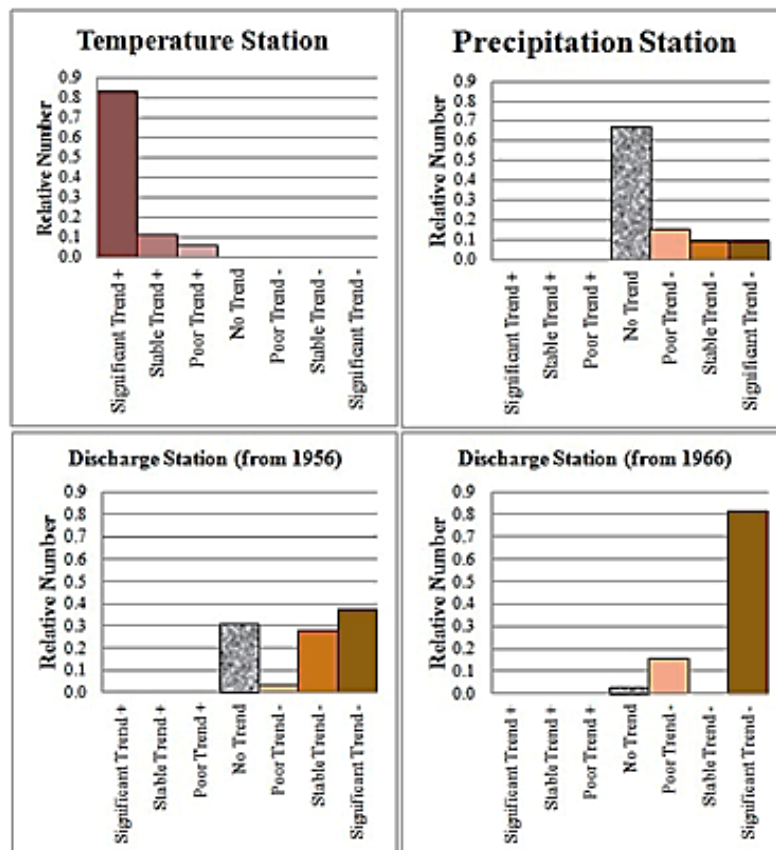 Temperature Station
Relative Number
0.9
0.8
0.7
0.6
0.5
0.4
0.3
0.2
0.1
0.0
Significant Trend +
Stable Trend +
Poor Trend +
No Trend
Poor Trend -
Stable Trend -
Significant Trend -
Precipitation Station
Relative Number
0.9
0.8
0.7
0.6
0.5
0.4
0.3
0.2
0.1
0.0
Significant Trend +
Stable Trend +
Poor Trend +
No Trend
Poor Trend -
Stable Trend -
Significant Trend -
Discharge Station (from 1956)
Relative Number
0.9
0.8
0.7
0.6
0.5
0.4
0.3
0.2
0.1
0.0
Significant Trend +
Stable Trend +
Poor Trend +
No Trend
Poor Trend -
Stable Trend -
Significant Trend -
Discharge Station (from 1966)
Relative Number
0.9
0.8
0.7
0.6
0.5
0.4
0.3
0.2
0.1
0.0
Significant Trend +
Stable Trend +
Poor Trend +
No Trend
Poor Trend -
Stable Trend -
Significant Trend -